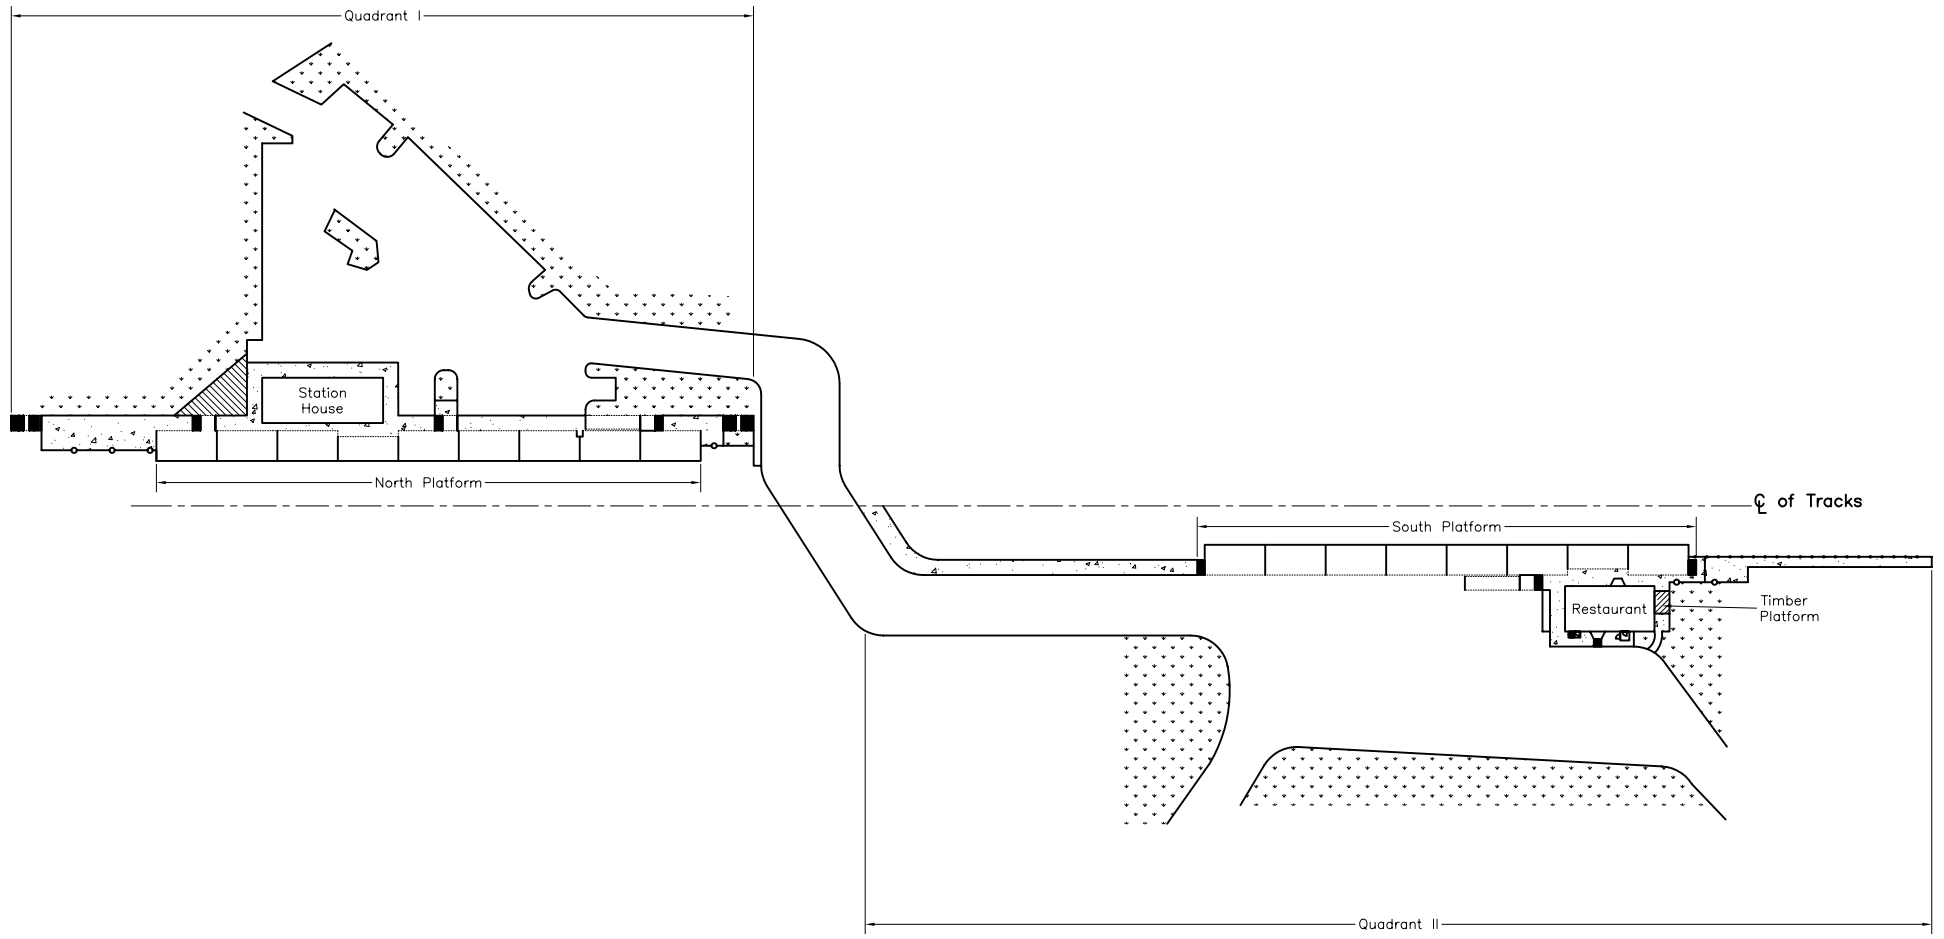 Quadrant I
Station
House
North Platform
℄ of Tracks
South Platform
Restaurant
Timber
Platform
Quadrant II